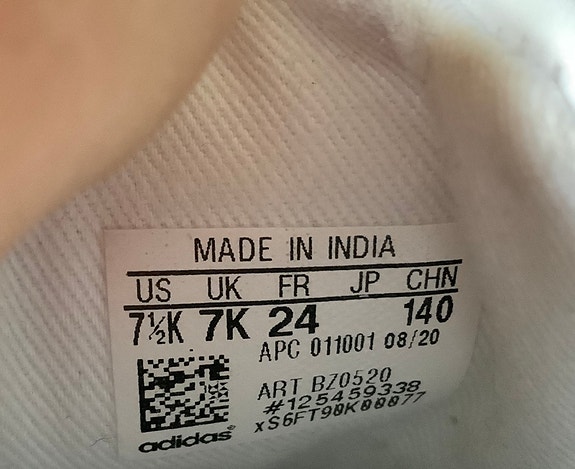 MADE IN INDIA
US UK FR JP CHN
7½K 7K 24 140
APC 011001 08/20
ART BZ0520
#125459338
xS6FT90K00077
adidas®